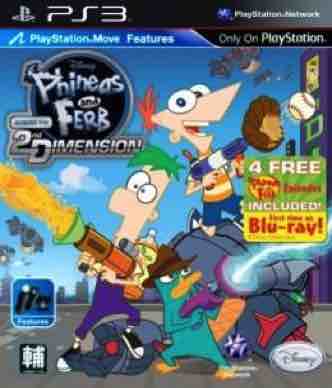 PS3
PlayStation®Network
PlayStation®Move Features
Only On PlayStation®
Disney
Phineas
and
Ferb
ACROSS THE
2nd
DIMENSION
4 FREE
Phineas and Ferb Episodes
INCLUDED!
First time on
Blu-ray!
Features
輔
Disney